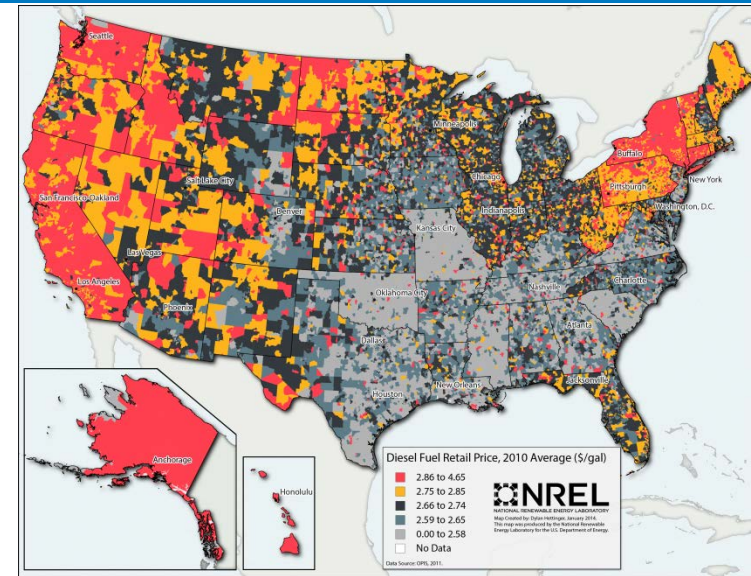 Seattle
Minneapolis
Buffalo
Chicago
Pittsburgh
New York
Salt Lake City
San Francisco-Oakland
Indianapolis
Washington, D.C.
Denver
Kansas City
Las Vegas
Los Angeles
Nashville
Charlotte
Oklahoma City
Phoenix
Atlanta
Dallas
Jacksonville
New Orleans
Houston
Anchorage
Honolulu
Diesel Fuel Retail Price, 2010 Average ($/gal)
2.86 to 4.65
2.75 to 2.85
2.66 to 2.74
2.59 to 2.65
0.00 to 2.58
No Data
NREL
NATIONAL RENEWABLE ENERGY LABORATORY
Map Created by: Dylan Hettinger, January 2014.
This map was produced by the National Renewable
Energy Laboratory for the U.S. Department of Energy.
Data Source: OPIS, 2011.